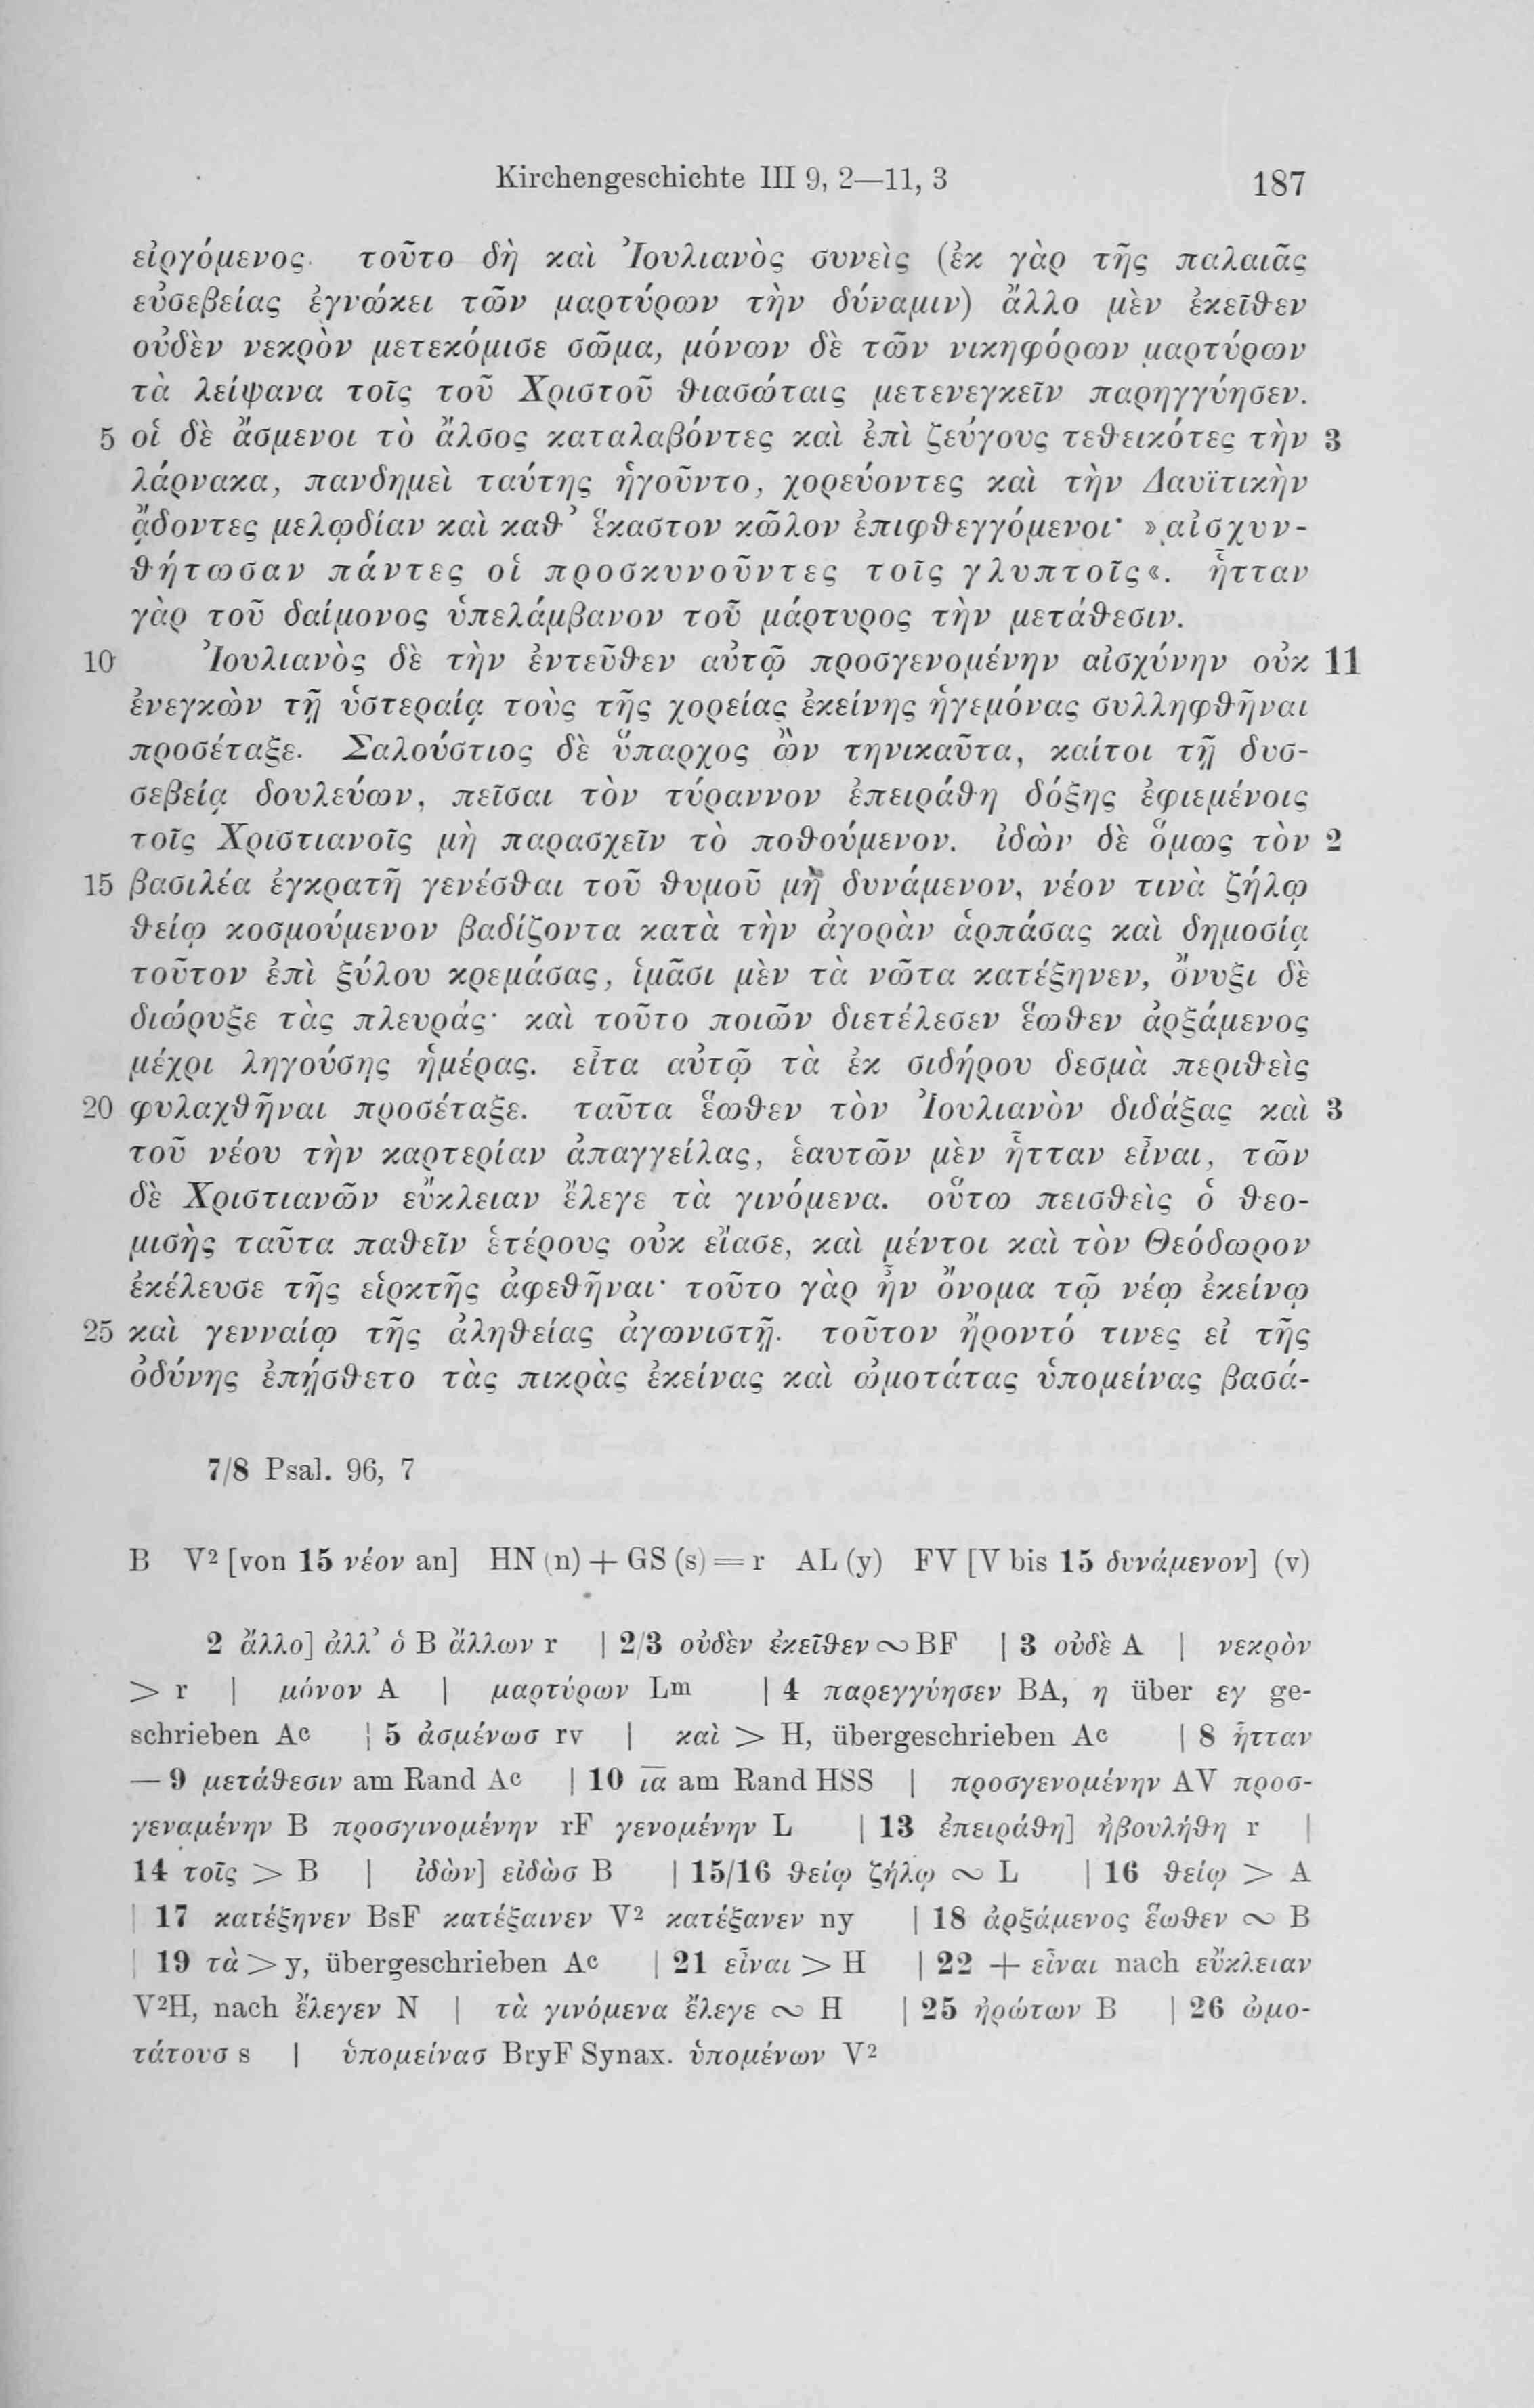 Kirchengeschichte III 9, 2—11, 3 187
εἰργόμενος. τοῦτο δὴ καὶ Ἰουλιανὸς συνεὶς (ἐκ γὰρ τῆς παλαιᾶς
εὐσεβείας ἐγνώκει τῶν μαρτύρων τὴν δύναμιν) ἄλλο μὲν ἐκεῖθεν
οὐδὲν νεκρὸν μετεκόμισε σῶμα, μόνων δὲ τῶν νικηφόρων μαρτύρων
τὰ λείψανα τοῖς τοῦ Χριστοῦ θιασώταις μετενεγκεῖν παρηγγύησεν.
5 οἱ δὲ ἄσμενοι τὸ ἄλσος καταλαβόντες καὶ ἐπὶ ζεύγους τεθεικότες τὴν 3
λάρνακα, πανδημεὶ ταύτης ἡγοῦντο, χορεύοντες καὶ τὴν Δαυϊτικὴν
ᾄδοντες μελῳδίαν καὶ καθ' ἕκαστον κῶλον ἐπιφθεγγόμενοι· »αἰσχυν-
θήτωσαν πάντες οἱ προσκυνοῦντες τοῖς γλυπτοῖς«. ἧτταν
γὰρ τοῦ δαίμονος ὑπελάμβανον τοῦ μάρτυρος τὴν μετάθεσιν.
10 Ἰουλιανὸς δὲ τὴν ἐντεῦθεν αὐτῷ προσγενομένην αἰσχύνην οὐκ 11
ἐνεγκὼν τῇ ὑστεραίᾳ τοὺς τῆς χορείας ἐκείνης ἡγεμόνας συλληφθῆναι
προσέταξε. Σαλούστιος δὲ ὕπαρχος ὢν τηνικαῦτα, καίτοι τῇ δυσ-
σεβείᾳ δουλεύων, πεῖσαι τὸν τύραννον ἐπειράθη δόξης ἐφιεμένοις
τοῖς Χριστιανοῖς μὴ παρασχεῖν τὸ ποθούμενον. ἰδὼν δὲ ὅμως τὸν 2
15 βασιλέα ἐγκρατῆ γενέσθαι τοῦ θυμοῦ μὴ δυνάμενον, νέον τινὰ ζήλῳ
θείῳ κοσμούμενον βαδίζοντα κατὰ τὴν ἀγορὰν ἁρπάσας καὶ δημοσίᾳ
τοῦτον ἐπὶ ξύλου κρεμάσας, ἱμᾶσι μὲν τὰ νῶτα κατέξηνεν, ὄνυξι δὲ
διώρυξε τὰς πλευράς· καὶ τοῦτο ποιῶν διετέλεσεν ἕωθεν ἀρξάμενος
μέχρι ληγούσης ἡμέρας. εἶτα αὐτῷ τὰ ἐκ σιδήρου δεσμὰ περιθεὶς
20 φυλαχθῆναι προσέταξε. ταῦτα ἕωθεν τὸν Ἰουλιανὸν διδάξας καὶ 3
τοῦ νέου τὴν καρτερίαν ἀπαγγείλας, ἑαυτῶν μὲν ἧτταν εἶναι, τῶν
δὲ Χριστιανῶν εὔκλειαν ἔλεγε τὰ γινόμενα. οὕτω πεισθεὶς ὁ θεο-
μισὴς ταῦτα παθεῖν ἑτέρους οὐκ εἴασε, καὶ μέντοι καὶ τὸν Θεόδωρον
ἐκέλευσε τῆς εἱρκτῆς ἀφεθῆναι· τοῦτο γὰρ ἦν ὄνομα τῷ νέῳ ἐκείνῳ
25 καὶ γενναίῳ τῆς ἀληθείας ἀγωνιστῇ. τοῦτον ἤροντό τινες εἰ τῆς
ὀδύνης ἐπῄσθετο τὰς πικρὰς ἐκείνας καὶ ὠμοτάτας ὑπομείνας βασά-
7/8 Psal. 96, 7
B V² [von 15 νέον an] HN (n) + GS (s) = r AL (y) FV [V bis 15 δυνάμενον] (v)
2 ἄλλο] ἀλλ' ὁ B ἄλλων r | 2/3 οὐδὲν ἐκεῖθεν ∾ BF | 3 οὐδὲ A | νεκρὸν
> r | μόνον A | μαρτύρων Lᵐ | 4 παρεγγύησεν BA, η über εγ ge-
schrieben Aᶜ | 5 ἀσμένωσ rv | καὶ > H, übergeschrieben Aᶜ | 8 ἧτταν
— 9 μετάθεσιν am Rand Aᶜ | 10 ι̅α̅ am Rand HSS | προσγενομένην AV προσ-
γεναμένην B προσγινομένην rF γενομένην L | 13 ἐπειράθη] ἠβουλήθη r |
14 τοῖς > B | ἰδὼν] εἰδὼσ B | 15/16 θείῳ ζήλῳ ∾ L | 16 θείῳ > A
| 17 κατέξηνεν BsF κατέξαινεν V² κατέξανεν ny | 18 ἀρξάμενος ἕωθεν ∾ B
| 19 τὰ > y, übergeschrieben Aᶜ | 21 εἶναι > H | 22 + εἶναι nach εὔκλειαν
V²H, nach ἔλεγεν N | τὰ γινόμενα ἔλεγε ∾ H | 25 ἠρώτων B | 26 ὠμο-
τάτουσ s | ὑπομείνασ BryF Synax. ὑπομένων V²